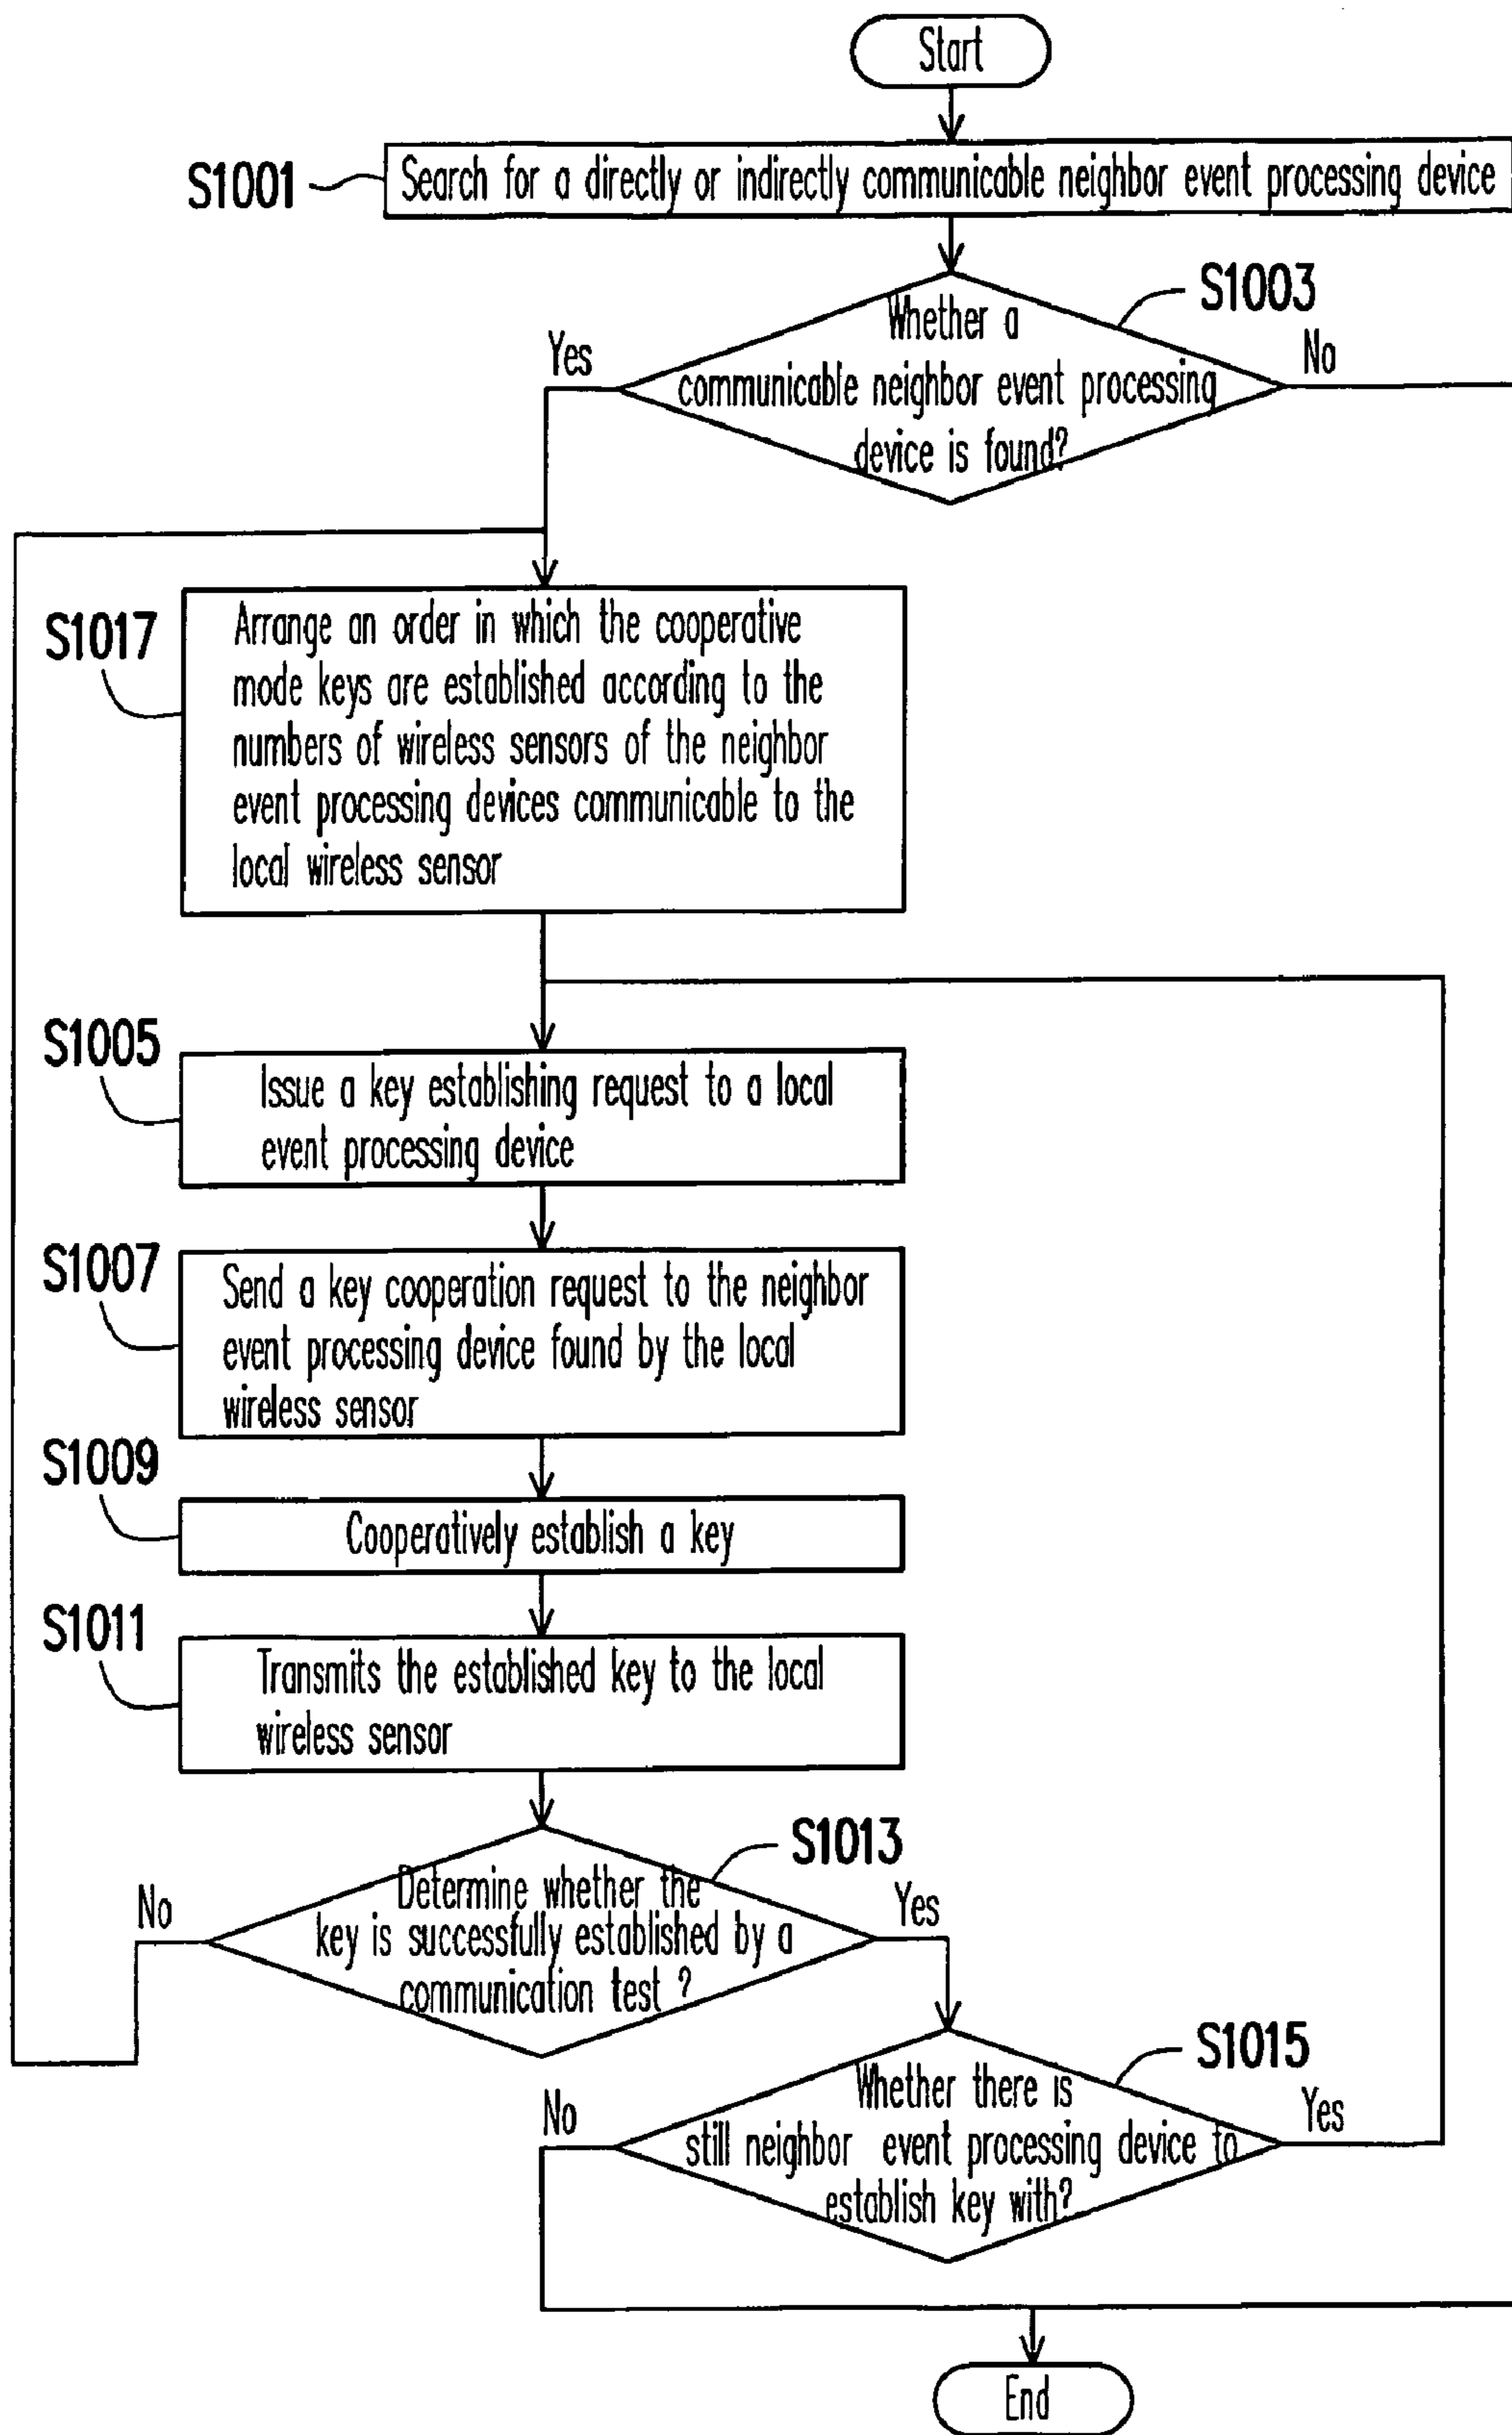 Start
S1001
Search for a directly or indirectly communicable neighbor event processing device
S1003
Whether a
communicable neighbor event processing
device is found?
Yes
No
S1017
Arrange an order in which the cooperative
mode keys are established according to the
numbers of wireless sensors of the neighbor
event processing devices communicable to the
local wireless sensor
S1005
Issue a key establishing request to a local
event processing device
S1007
Send a key cooperation request to the neighbor
event processing device found by the local
wireless sensor
S1009
Cooperatively establish a key
S1011
Transmits the established key to the local
wireless sensor
S1013
Determine whether the
key is successfully established by a
communication test ?
No
Yes
S1015
Whether there is
still neighbor event processing device to
establish key with?
No
Yes
End